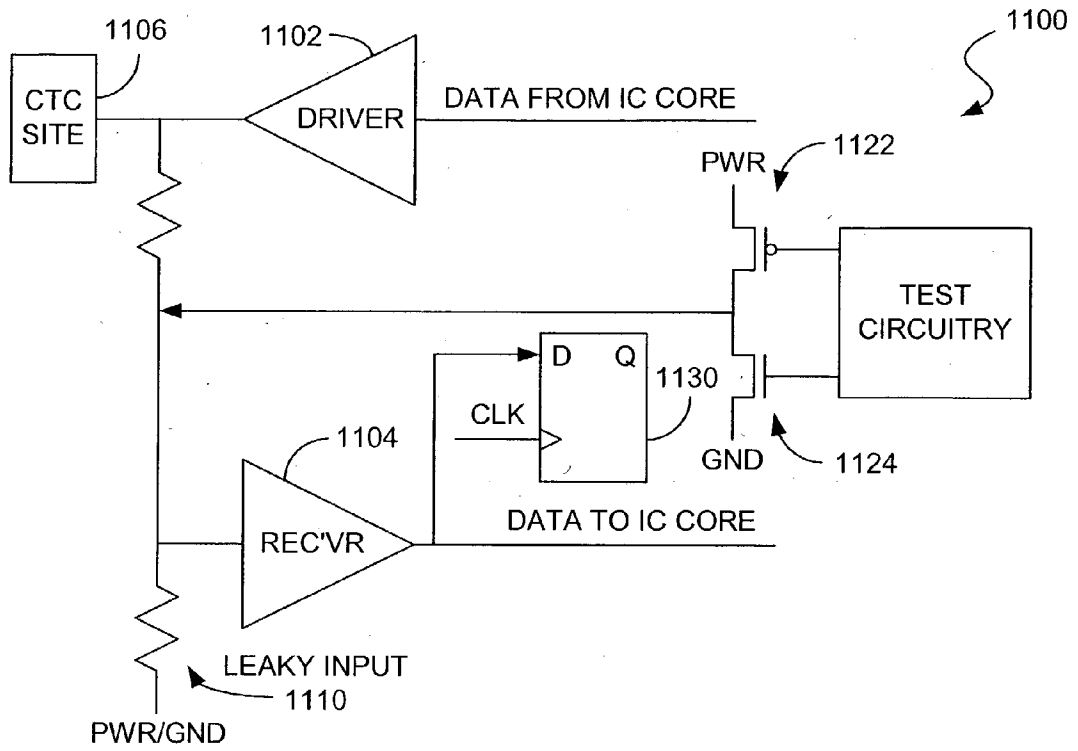 1106
1102
1100
CTC
SITE
DRIVER
DATA FROM IC CORE
PWR
1122
TEST
CIRCUITRY
D Q
1130
CLK
1104
GND
1124
REC'VR
DATA TO IC CORE
LEAKY INPUT
1110
PWR/GND